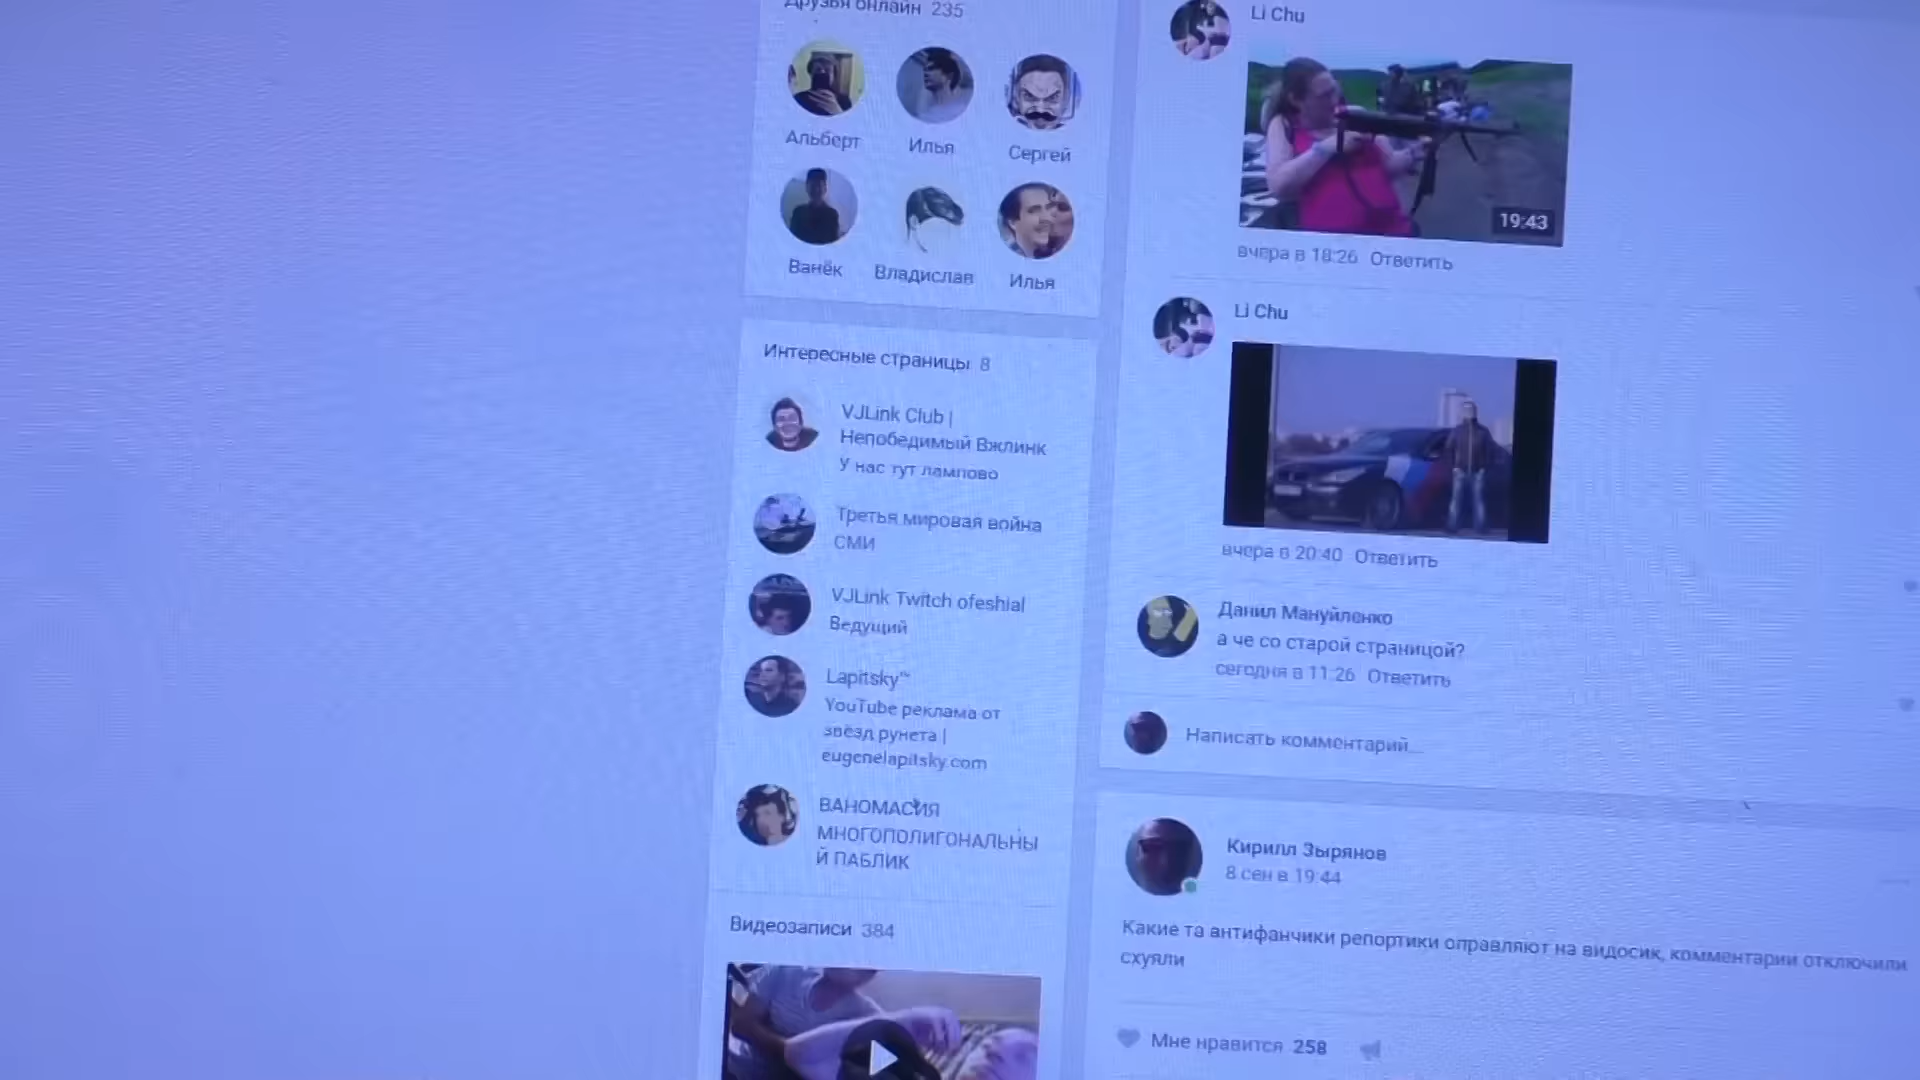 Друзья онлайн 235
Альберт
Илья
Сергей
Ванёк
Владислав
Илья
Интересные страницы 8
VJLink Club |
Непобедимый Вжлинк
У нас тут лампово
Третья мировая война
СМИ
VJLink Twitch ofeshial
Ведущий
Lapitsky™
YouTube реклама от
звёзд рунета |
eugenelapitsky.com
ВАНОМАСИЯ
МНОГОПОЛИГОНАЛЬНЫ
Й ПАБЛИК
Видеозаписи 384
Li Chu
19:43
вчера в 18:26 Ответить
Li Chu
вчера в 20:40 Ответить
Данил Мануйленко
а че со старой страницой?
сегодня в 11:26 Ответить
Написать комментарий...
Кирилл Зырянов
8 сен в 19:44
Какие та антифанчики репортики оправляют на видосик, комментарии отключили
схуяли
Мне нравится 258